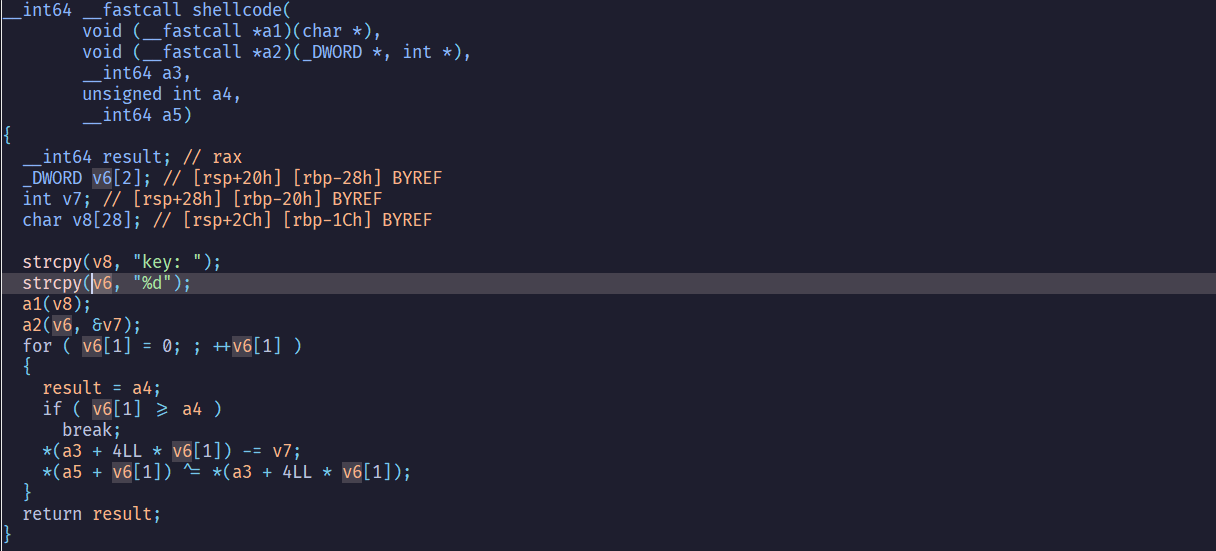 __int64 __fastcall shellcode(
        void (__fastcall *a1)(char *),
        void (__fastcall *a2)(_DWORD *, int *),
        __int64 a3,
        unsigned int a4,
        __int64 a5)
{
  __int64 result; // rax
  _DWORD v6[2]; // [rsp+20h] [rbp-28h] BYREF
  int v7; // [rsp+28h] [rbp-20h] BYREF
  char v8[28]; // [rsp+2Ch] [rbp-1Ch] BYREF

  strcpy(v8, "key: ");
  strcpy(v6, "%d");
  a1(v8);
  a2(v6, &v7);
  for ( v6[1] = 0; ; ++v6[1] )
  {
    result = a4;
    if ( v6[1] >= a4 )
      break;
    *(a3 + 4LL * v6[1]) -= v7;
    *(a5 + v6[1]) ^= *(a3 + 4LL * v6[1]);
  }
  return result;
}